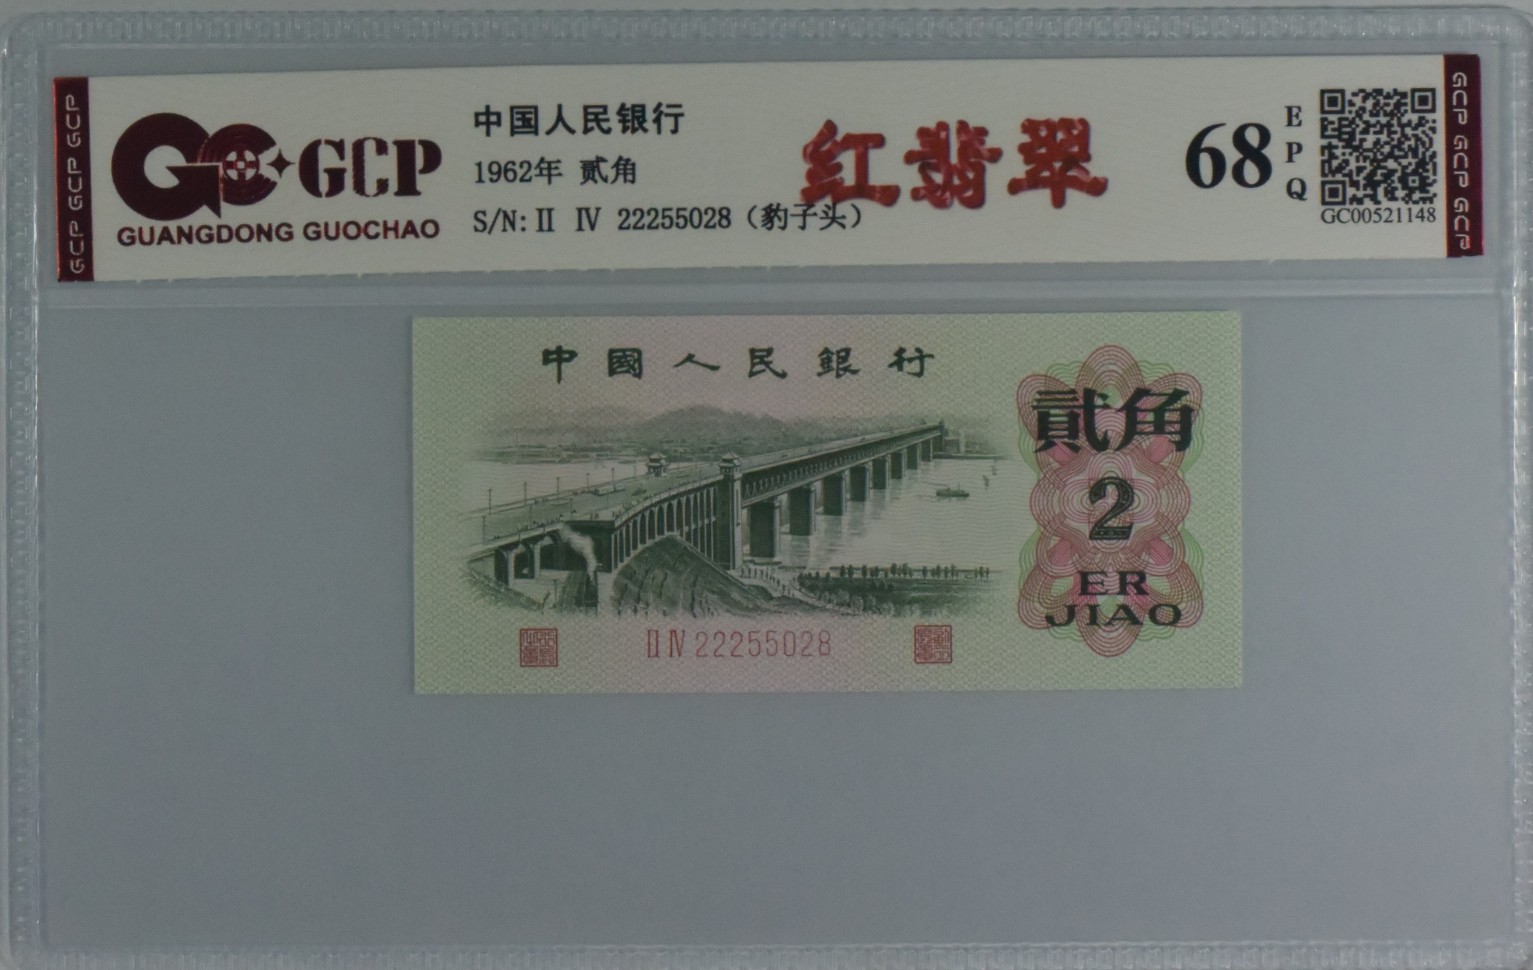 GCP GCP GCP
GCP
GUANGDONG GUOCHAO
中国人民银行
1962年 贰角
S/N: II IV 22255028（豹子头）
红翡翠
68
EPQ
GC00521148
GCP GCP GCP
中國人民銀行
貳角
2
ER
JIAO
II IV 22255028